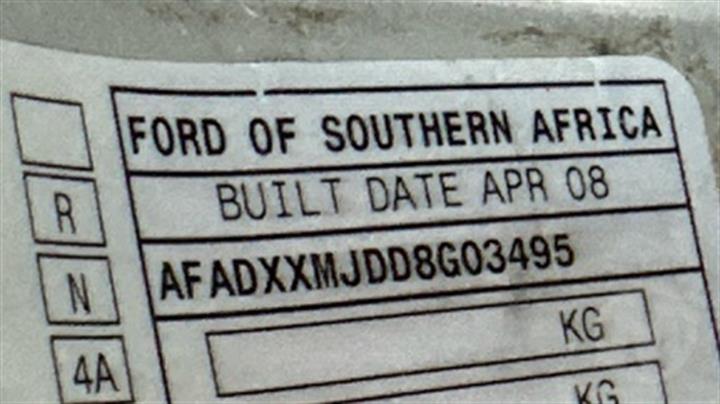 FORD OF SOUTHERN AFRICA
R
BUILT DATE APR 08
N
AFADXXMJDD8G03495
KG
4A
KG